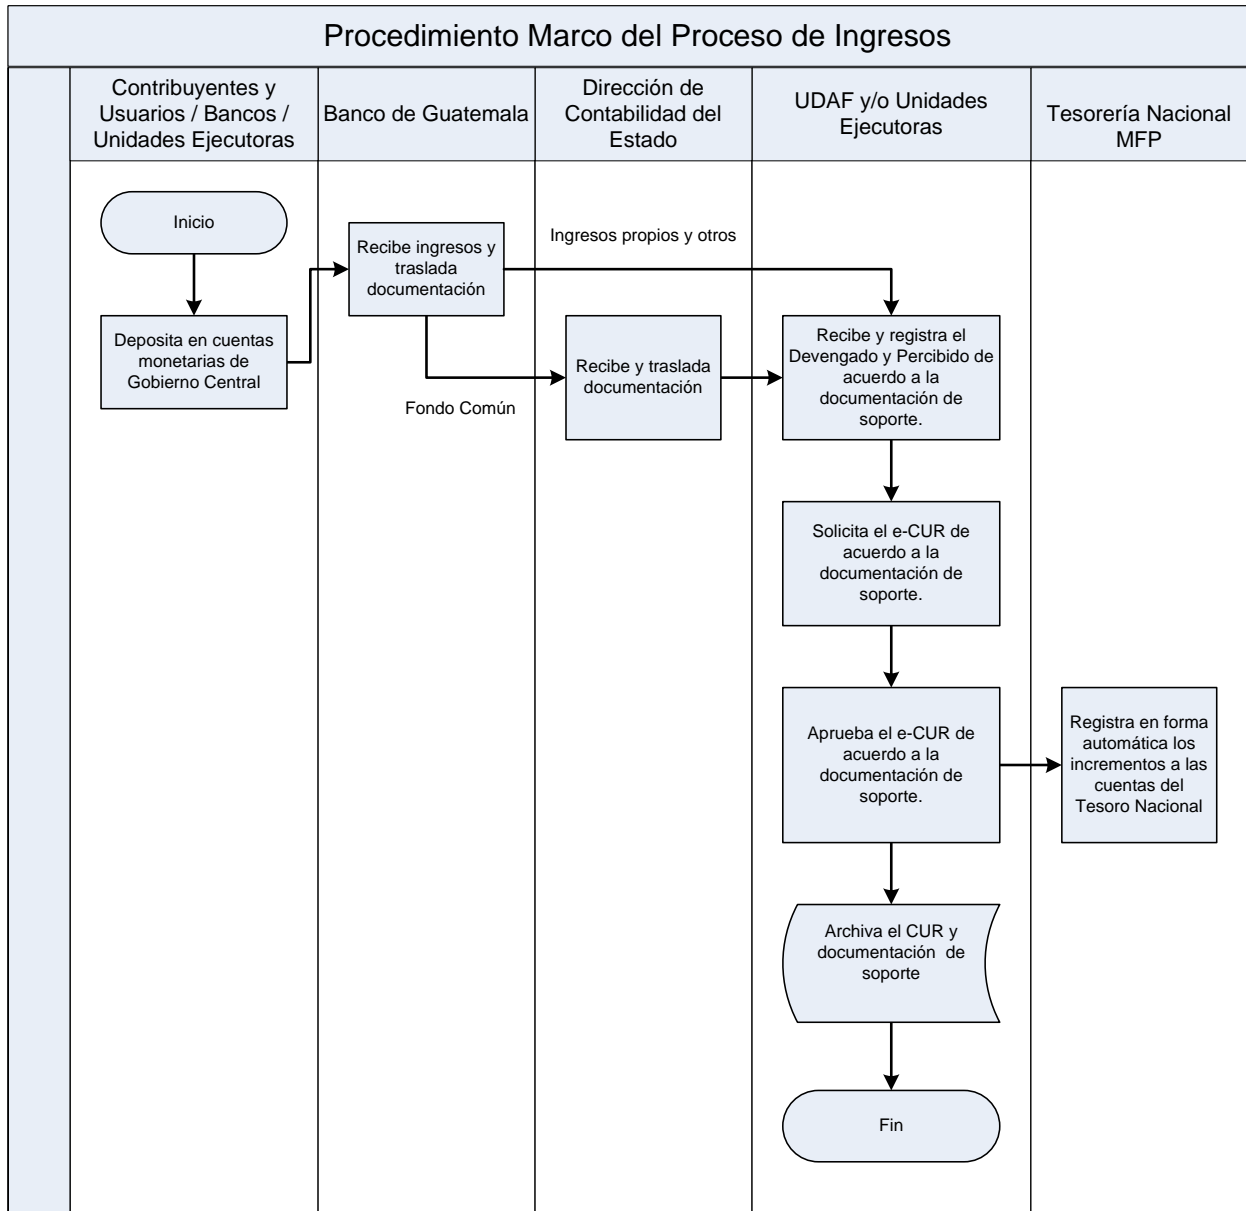 Procedimiento Marco del Proceso de Ingresos
Contribuyentes y
Usuarios / Bancos /
Unidades Ejecutoras
Banco de Guatemala
Dirección de
Contabilidad del
Estado
UDAF y/o Unidades
Ejecutoras
Tesorería Nacional
MFP
Inicio
Deposita en cuentas
monetarias de
Gobierno Central
Recibe ingresos y
traslada
documentación
Ingresos propios y otros
Fondo Común
Recibe y traslada
documentación
Recibe y registra el
Devengado y Percibido de
acuerdo a la
documentación de
soporte.
Solicita el e-CUR de
acuerdo a la
documentación de
soporte.
Aprueba el e-CUR de
acuerdo a la
documentación de
soporte.
Registra en forma
automática los
incrementos a las
cuentas del
Tesoro Nacional
Archiva el CUR y
documentación de
soporte
Fin